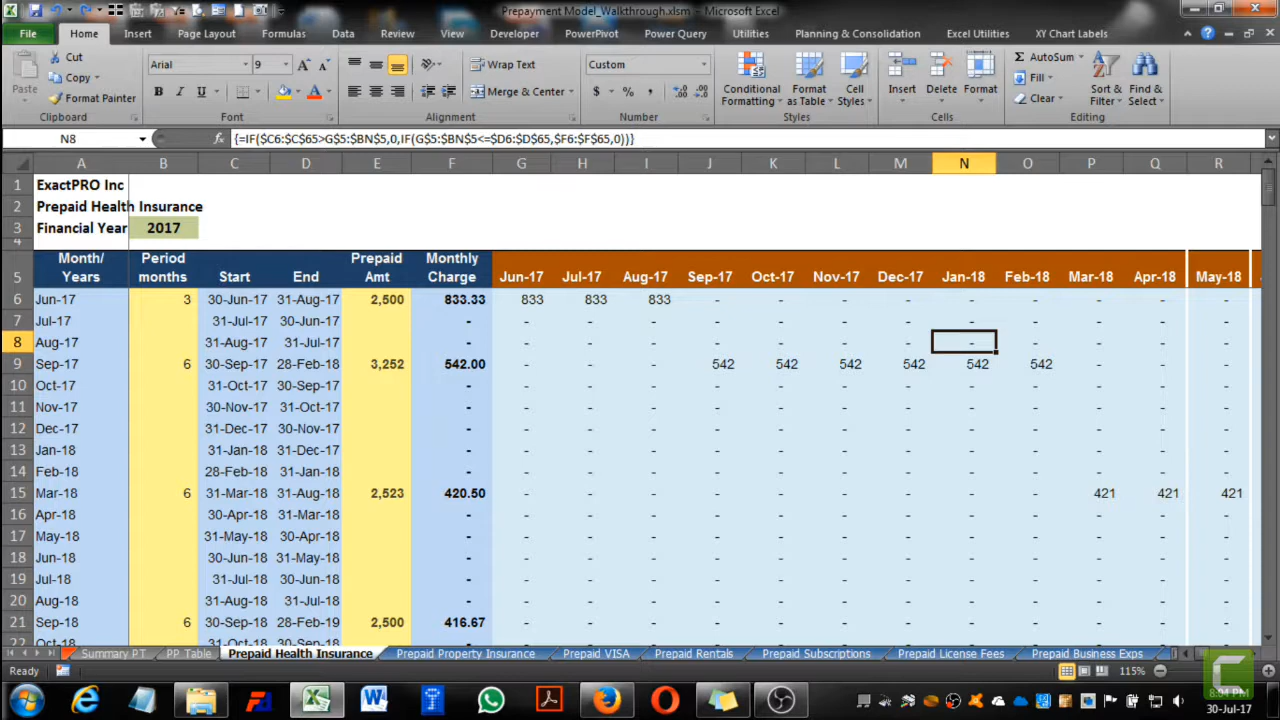 Prepayment Model_Walkthrough.xlsm - Microsoft Excel
File Home Insert Page Layout Formulas Data Review View Developer PowerPivot Power Query Utilities Planning & Consolidation Excel Utilities XY Chart Labels
Paste Cut Copy Format Painter Clipboard
Arial 9 A A B I U A Font
Wrap Text Merge & Center Alignment
Custom $ % , Number
Conditional Formatting Format as Table Cell Styles Styles
Insert Delete Format Cells
Σ AutoSum Fill Clear Sort & Filter Find & Select Editing
N8 fx {=IF($C6:$C$65>G$5:$BN$5,0,IF(G$5:$BN$5<=$D6:$D$65,$F6:$F$65,0))}
A B C D E F G H I J K L M N O P Q R
1 ExactPRO Inc
2 Prepaid Health Insurance
3 Financial Year 2017
4
5 Month/ Years Period months Start End Prepaid Amt Monthly Charge Jun-17 Jul-17 Aug-17 Sep-17 Oct-17 Nov-17 Dec-17 Jan-18 Feb-18 Mar-18 Apr-18 May-18
6 Jun-17 3 30-Jun-17 31-Aug-17 2,500 833.33 833 833 833 - - - - - - - - -
7 Jul-17 31-Jul-17 30-Jun-17 - - - - - - - - - - - - -
8 Aug-17 31-Aug-17 31-Jul-17 - - - - - - - - - - - - -
9 Sep-17 6 30-Sep-17 28-Feb-18 3,252 542.00 - - - 542 542 542 542 542 542 - - -
10 Oct-17 31-Oct-17 30-Sep-17 - - - - - - - - - - - - -
11 Nov-17 30-Nov-17 31-Oct-17 - - - - - - - - - - - - -
12 Dec-17 31-Dec-17 30-Nov-17 - - - - - - - - - - - - -
13 Jan-18 31-Jan-18 31-Dec-17 - - - - - - - - - - - - -
14 Feb-18 28-Feb-18 31-Jan-18 - - - - - - - - - - - - -
15 Mar-18 6 31-Mar-18 31-Aug-18 2,523 420.50 - - - - - - - - - 421 421 421
16 Apr-18 30-Apr-18 31-Mar-18 - - - - - - - - - - - - -
17 May-18 31-May-18 30-Apr-18 - - - - - - - - - - - - -
18 Jun-18 30-Jun-18 31-May-18 - - - - - - - - - - - - -
19 Jul-18 31-Jul-18 30-Jun-18 - - - - - - - - - - - - -
20 Aug-18 31-Aug-18 31-Jul-18 - - - - - - - - - - - - -
21 Sep-18 6 30-Sep-18 28-Feb-19 2,500 416.67 - - - - - - - - - - - -
22 Oct-18 31-Oct-18 30-Sep-18
Summary PT PP Table Prepaid Health Insurance Prepaid Property Insurance Prepaid VISA Prepaid Rentals Prepaid Subscriptions Prepaid License Fees Prepaid Business Exps
Ready 115%
8:04 PM
30-Jul-17